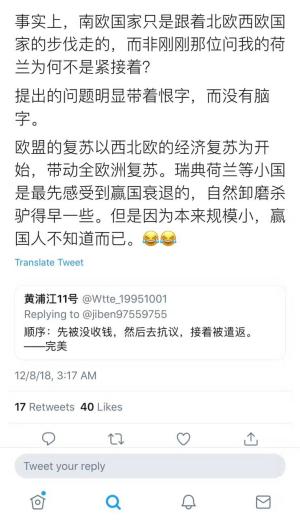 事实上，南欧国家只是跟着北欧西欧国
家的步伐走的，而非刚刚那位问我的荷
兰为何不是紧接着？
提出的问题明显带着恨字，而没有脑
字。
欧盟的复苏以西北欧的经济复苏为开
始，带动全欧洲复苏。瑞典荷兰等小国
是最先感受到赢国衰退的，自然卸磨杀
驴得早一些。但是因为本来规模小，赢
国人不知道而已。😂😂
Translate Tweet
黄浦江11号 @Wtte_19951001
Replying to @jiben97559755
顺序：先被没收钱，然后去抗议，接着被遣返。
——完美
12/8/18, 3:17 AM
17 Retweets 40 Likes
Tweet your reply